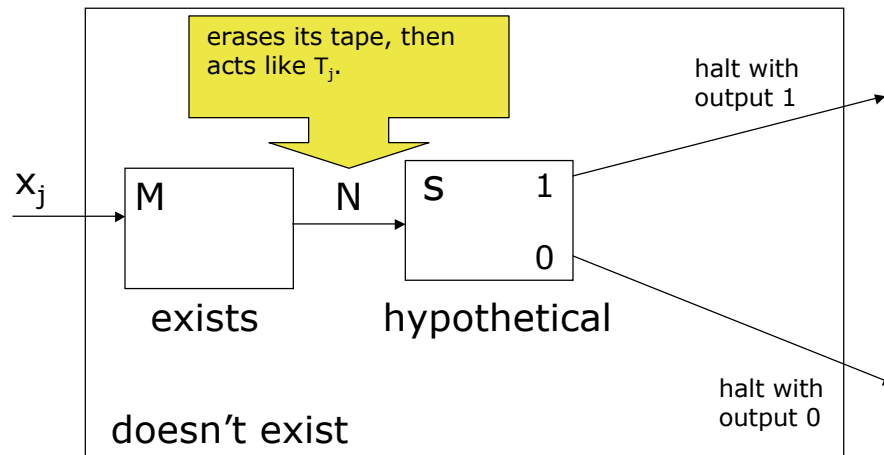 erases its tape, then
acts like Tj.
halt with
output 1
xj
M
N
S
1
0
exists
hypothetical
halt with
output 0
doesn't exist